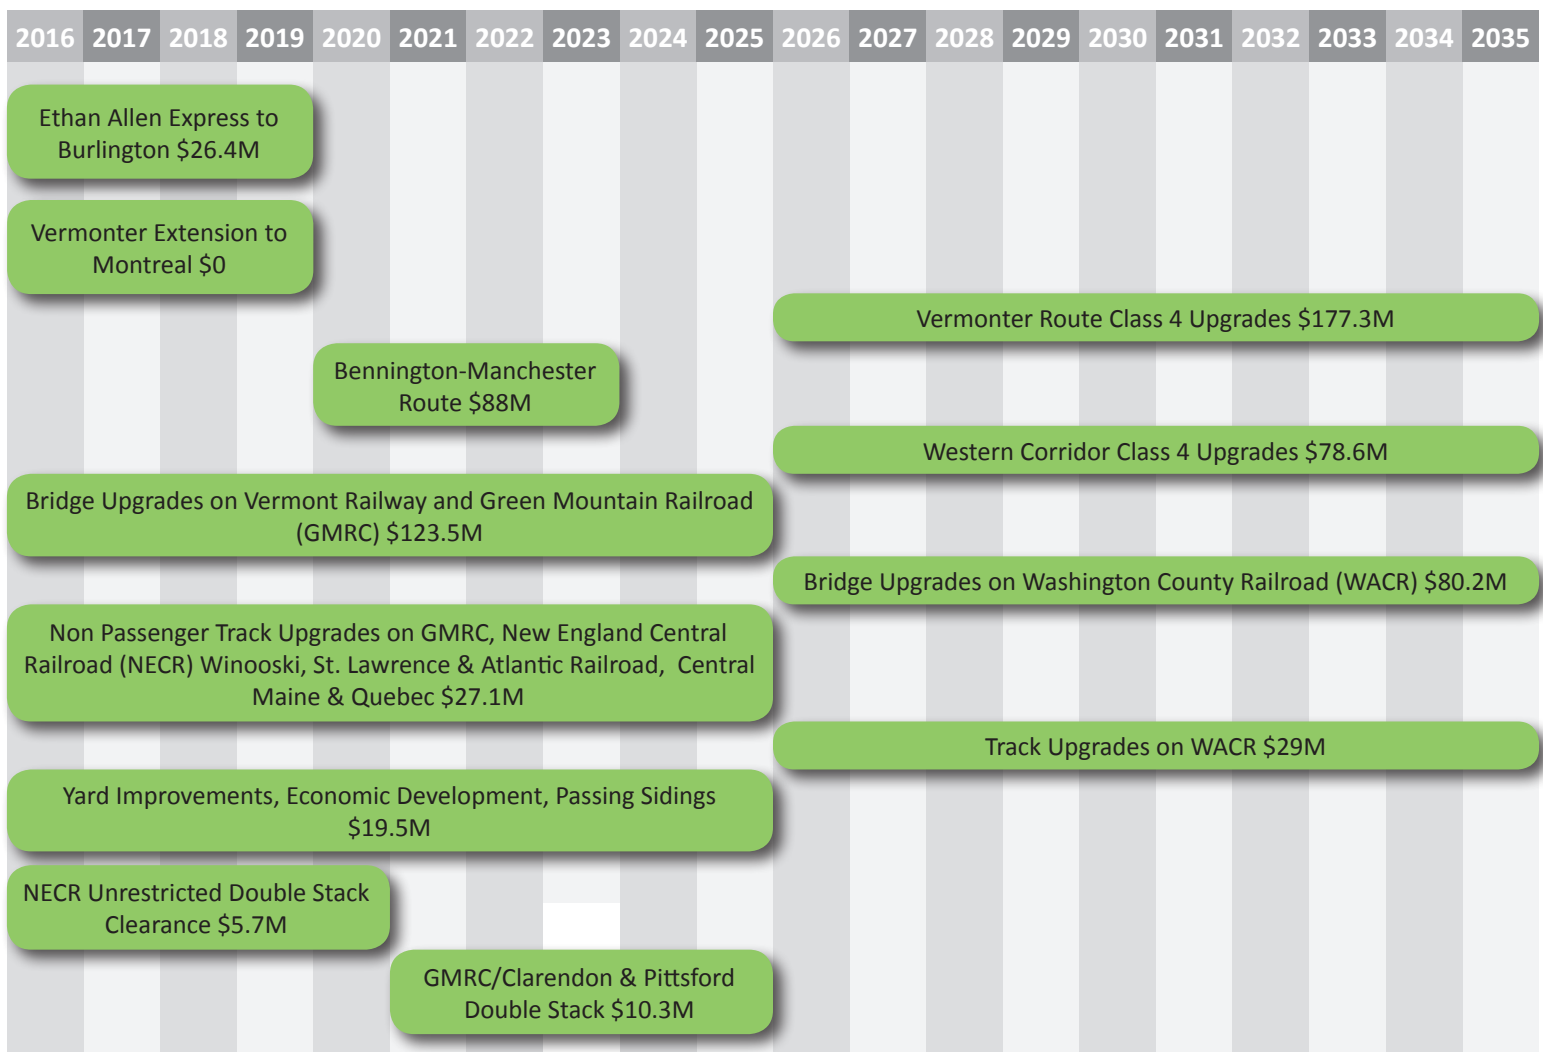 2016 2017 2018 2019 2020 2021 2022 2023 2024 2025 2026 2027 2028 2029 2030 2031 2032 2033 2034 2035
Ethan Allen Express to
Burlington $26.4M
Vermonter Extension to
Montreal $0
Vermonter Route Class 4 Upgrades $177.3M
Bennington-Manchester
Route $88M
Western Corridor Class 4 Upgrades $78.6M
Bridge Upgrades on Vermont Railway and Green Mountain Railroad
(GMRC) $123.5M
Bridge Upgrades on Washington County Railroad (WACR) $80.2M
Non Passenger Track Upgrades on GMRC, New England Central
Railroad (NECR) Winooski, St. Lawrence & Atlantic Railroad, Central
Maine & Quebec $27.1M
Track Upgrades on WACR $29M
Yard Improvements, Economic Development, Passing Sidings
$19.5M
NECR Unrestricted Double Stack
Clearance $5.7M
GMRC/Clarendon & Pittsford
Double Stack $10.3M